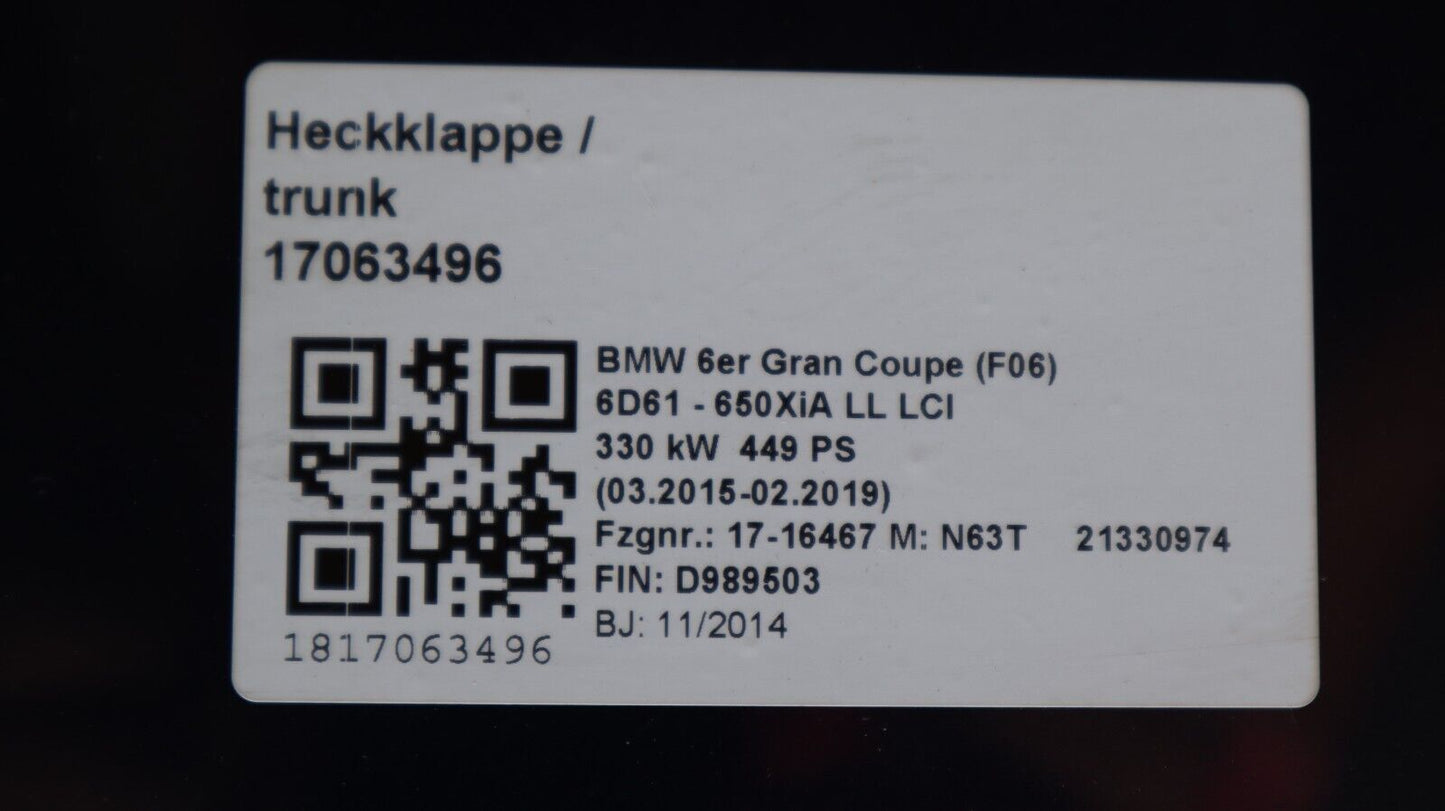 Heckklappe /
trunk
17063496
BMW 6er Gran Coupe (F06)
6D61 - 650XiA LL LCI
330 kW  449 PS
(03.2015-02.2019)
Fzgnr.: 17-16467 M: N63T    21330974
FIN: D989503
BJ: 11/2014
1817063496